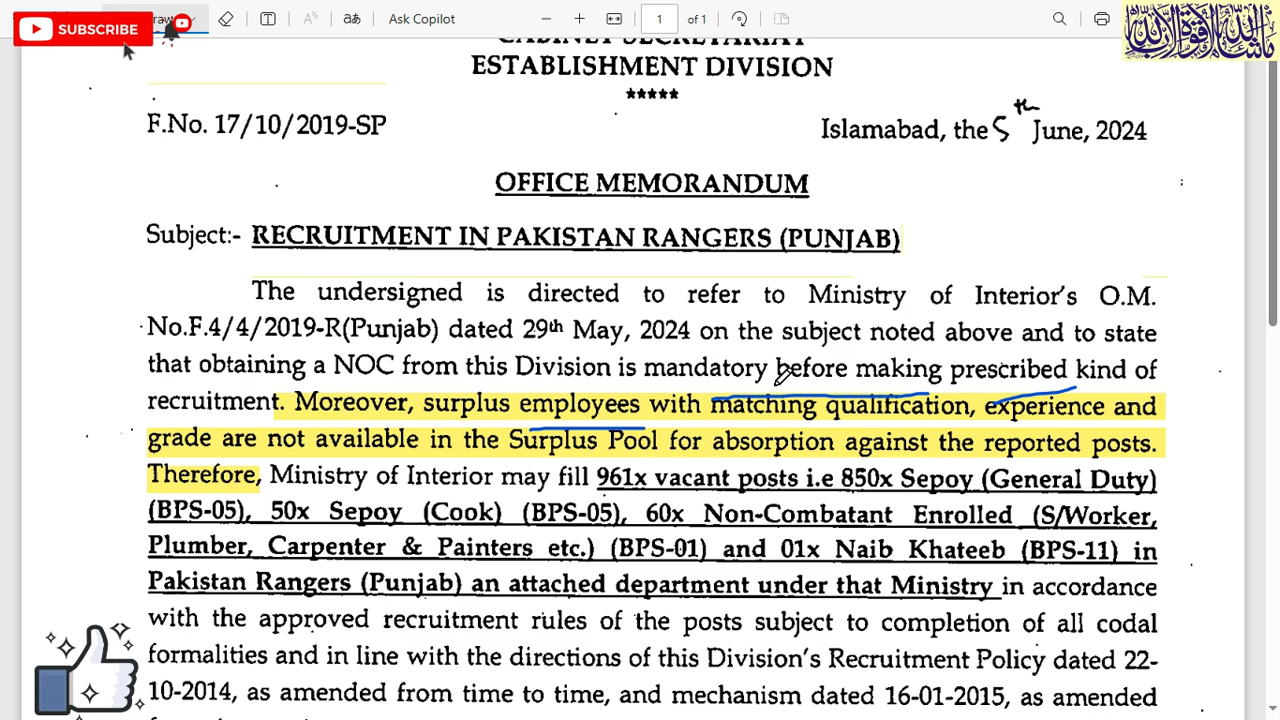 SUBSCRIBE
Ask Copilot
1 of 1
ماشاءالله لا قوة إلا بالله
CABINET SECRETARIAT
ESTABLISHMENT DIVISION
*****
F.No. 17/10/2019-SP
Islamabad, the 5th June, 2024
OFFICE MEMORANDUM
Subject:- RECRUITMENT IN PAKISTAN RANGERS (PUNJAB)
The undersigned is directed to refer to Ministry of Interior's O.M.
No.F.4/4/2019-R(Punjab) dated 29th May, 2024 on the subject noted above and to state
that obtaining a NOC from this Division is mandatory before making prescribed kind of
recruitment. Moreover, surplus employees with matching qualification, experience and
grade are not available in the Surplus Pool for absorption against the reported posts.
Therefore, Ministry of Interior may fill 961x vacant posts i.e 850x Sepoy (General Duty)
(BPS-05), 50x Sepoy (Cook) (BPS-05), 60x Non-Combatant Enrolled (S/Worker,
Plumber, Carpenter & Painters etc.) (BPS-01) and 01x Naib Khateeb (BPS-11) in
Pakistan Rangers (Punjab) an attached department under that Ministry in accordance
with the approved recruitment rules of the posts subject to completion of all codal
formalities and in line with the directions of this Division's Recruitment Policy dated 22-
10-2014, as amended from time to time, and mechanism dated 16-01-2015, as amended